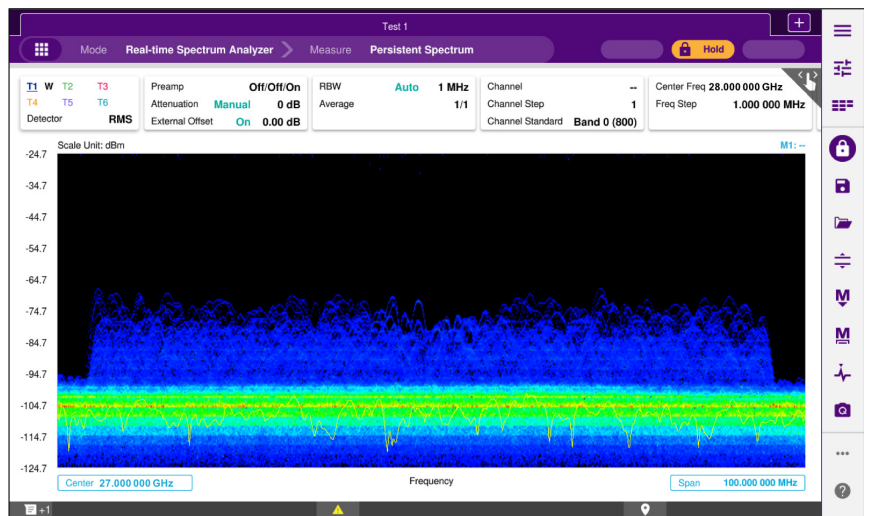 Test 1
+
Mode Real-time Spectrum Analyzer Measure Persistent Spectrum Hold
T1 W T2 T3
T4 T5 T6
Detector RMS
Preamp Off/Off/On
Attenuation Manual 0 dB
External Offset On 0.00 dB
RBW Auto 1 MHz
Average 1/1
Channel --
Channel Step 1
Channel Standard Band 0 (800)
Center Freq 28.000 000 GHz
Freq Step 1.000 000 MHz
Scale Unit: dBm M1: --
-24.7
-34.7
-44.7
-54.7
-64.7
-74.7
-84.7
-94.7
-104.7
-114.7
-124.7
Center 27.000 000 GHz Frequency Span 100.000 000 MHz
+1
M
M
?